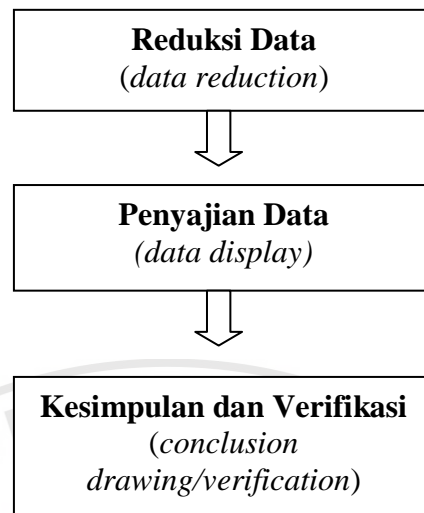 Reduksi Data
(data reduction)
Penyajian Data
(data display)
Kesimpulan dan Verifikasi
(conclusion
drawing/verification)